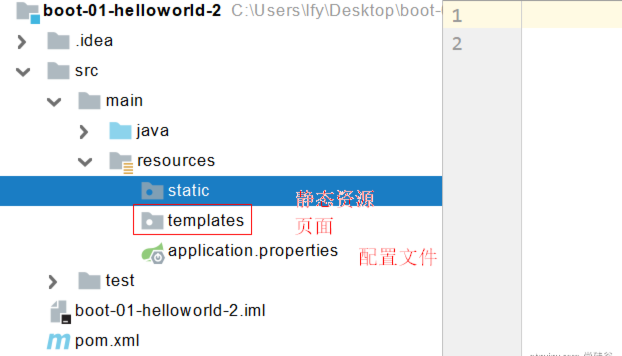 boot-01-helloworld-2 C:\Users\lfy\Desktop\boot-
.idea
src
main
java
resources
static 静态资源
templates 页面
application.properties 配置文件
test
boot-01-helloworld-2.iml
pom.xml
1
2